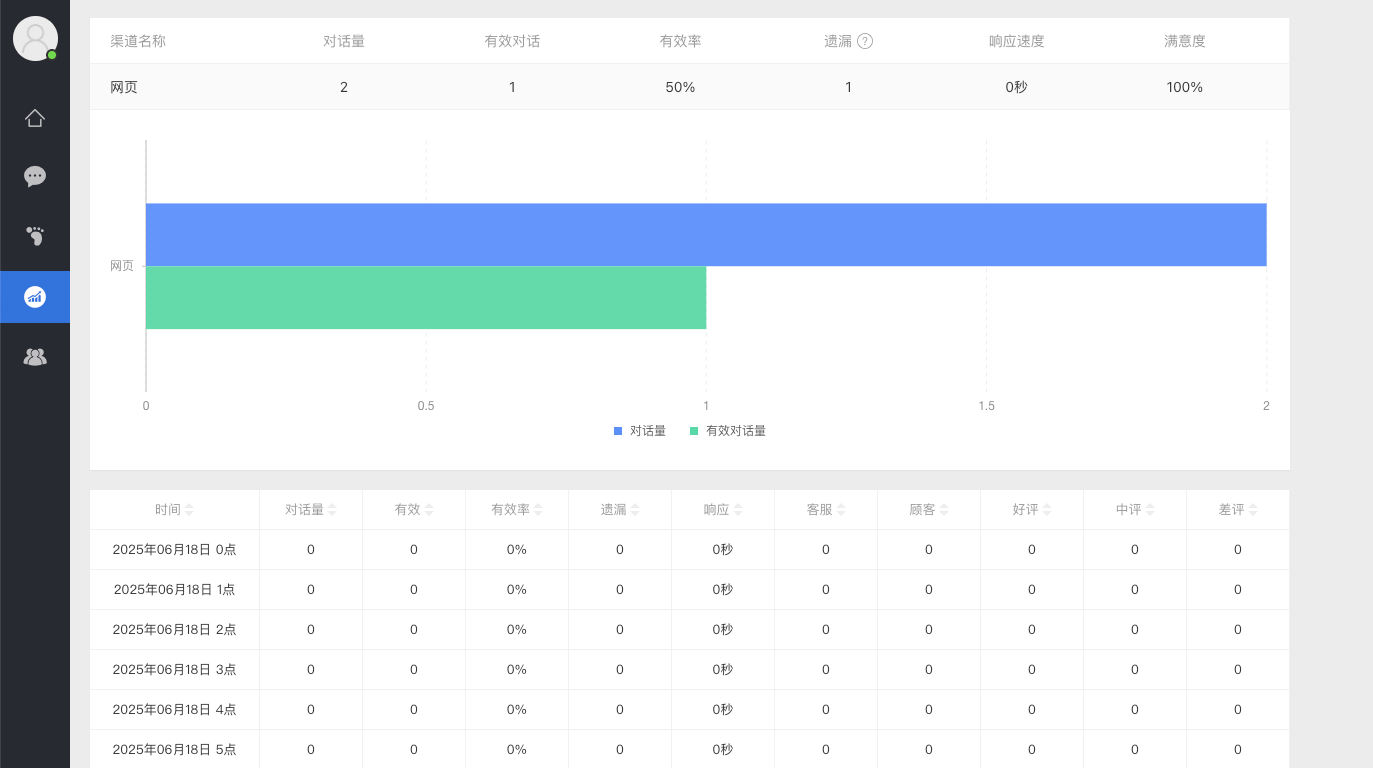 渠道名称 对话量 有效对话 有效率 遗漏 ? 响应速度 满意度
网页 2 1 50% 1 0秒 100%
网页
0 0.5 1 1.5 2
对话量 有效对话量
时间 对话量 有效 有效率 遗漏 响应 客服 顾客 好评 中评 差评
2025年06月18日 0点 0 0 0% 0 0秒 0 0 0 0 0
2025年06月18日 1点 0 0 0% 0 0秒 0 0 0 0 0
2025年06月18日 2点 0 0 0% 0 0秒 0 0 0 0 0
2025年06月18日 3点 0 0 0% 0 0秒 0 0 0 0 0
2025年06月18日 4点 0 0 0% 0 0秒 0 0 0 0 0
2025年06月18日 5点 0 0 0% 0 0秒 0 0 0 0 0